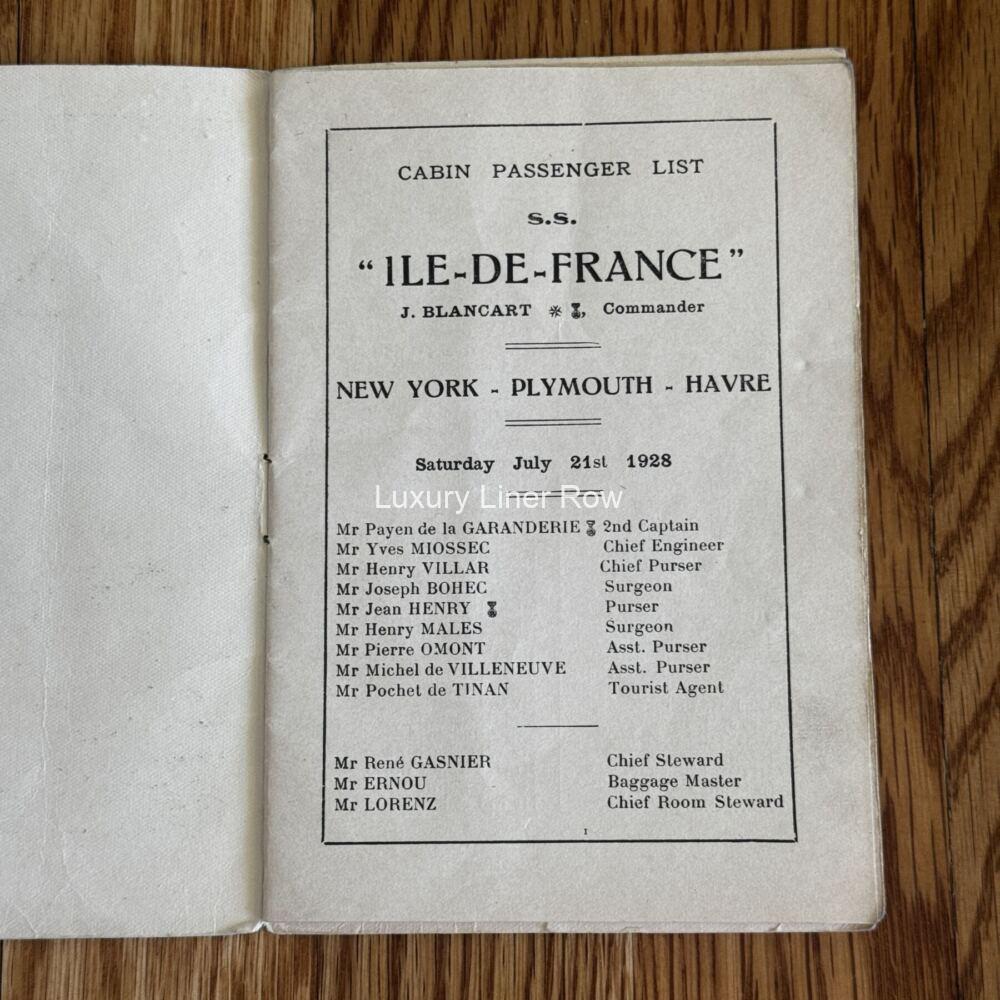 CABIN PASSENGER LIST
S.S.
"ILE-DE-FRANCE"
J. BLANCART , Commander
NEW YORK - PLYMOUTH - HAVRE
Saturday July 21st 1928
Luxury Liner Row
Mr Payen de la GARANDERIE 2nd Captain
Mr Yves MIOSSEC Chief Engineer
Mr Henry VILLAR Chief Purser
Mr Joseph BOHEC Surgeon
Mr Jean HENRY Purser
Mr Henry MALES Surgeon
Mr Pierre OMONT Asst. Purser
Mr Michel de VILLENEUVE Asst. Purser
Mr Pochet de TINAN Tourist Agent
Mr René GASNIER Chief Steward
Mr ERNOU Baggage Master
Mr LORENZ Chief Room Steward
1